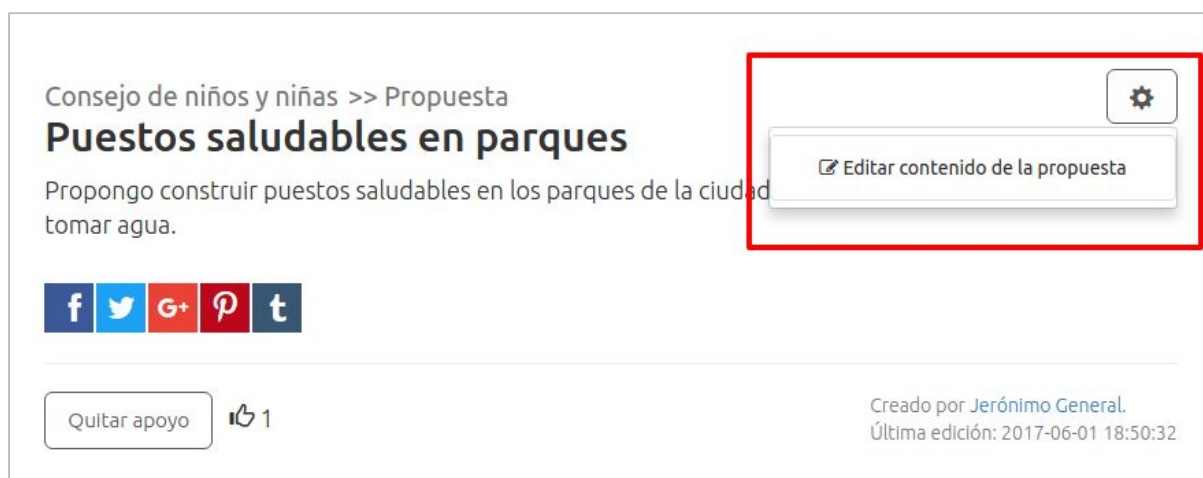 Consejo de niños y niñas >> Propuesta
Puestos saludables en parques
Editar contenido de la propuesta
Propongo construir puestos saludables en los parques de la ciudad
tomar agua.
f G+ t
Quitar apoyo 1
Creado por Jerónimo General.
Última edición: 2017-06-01 18:50:32